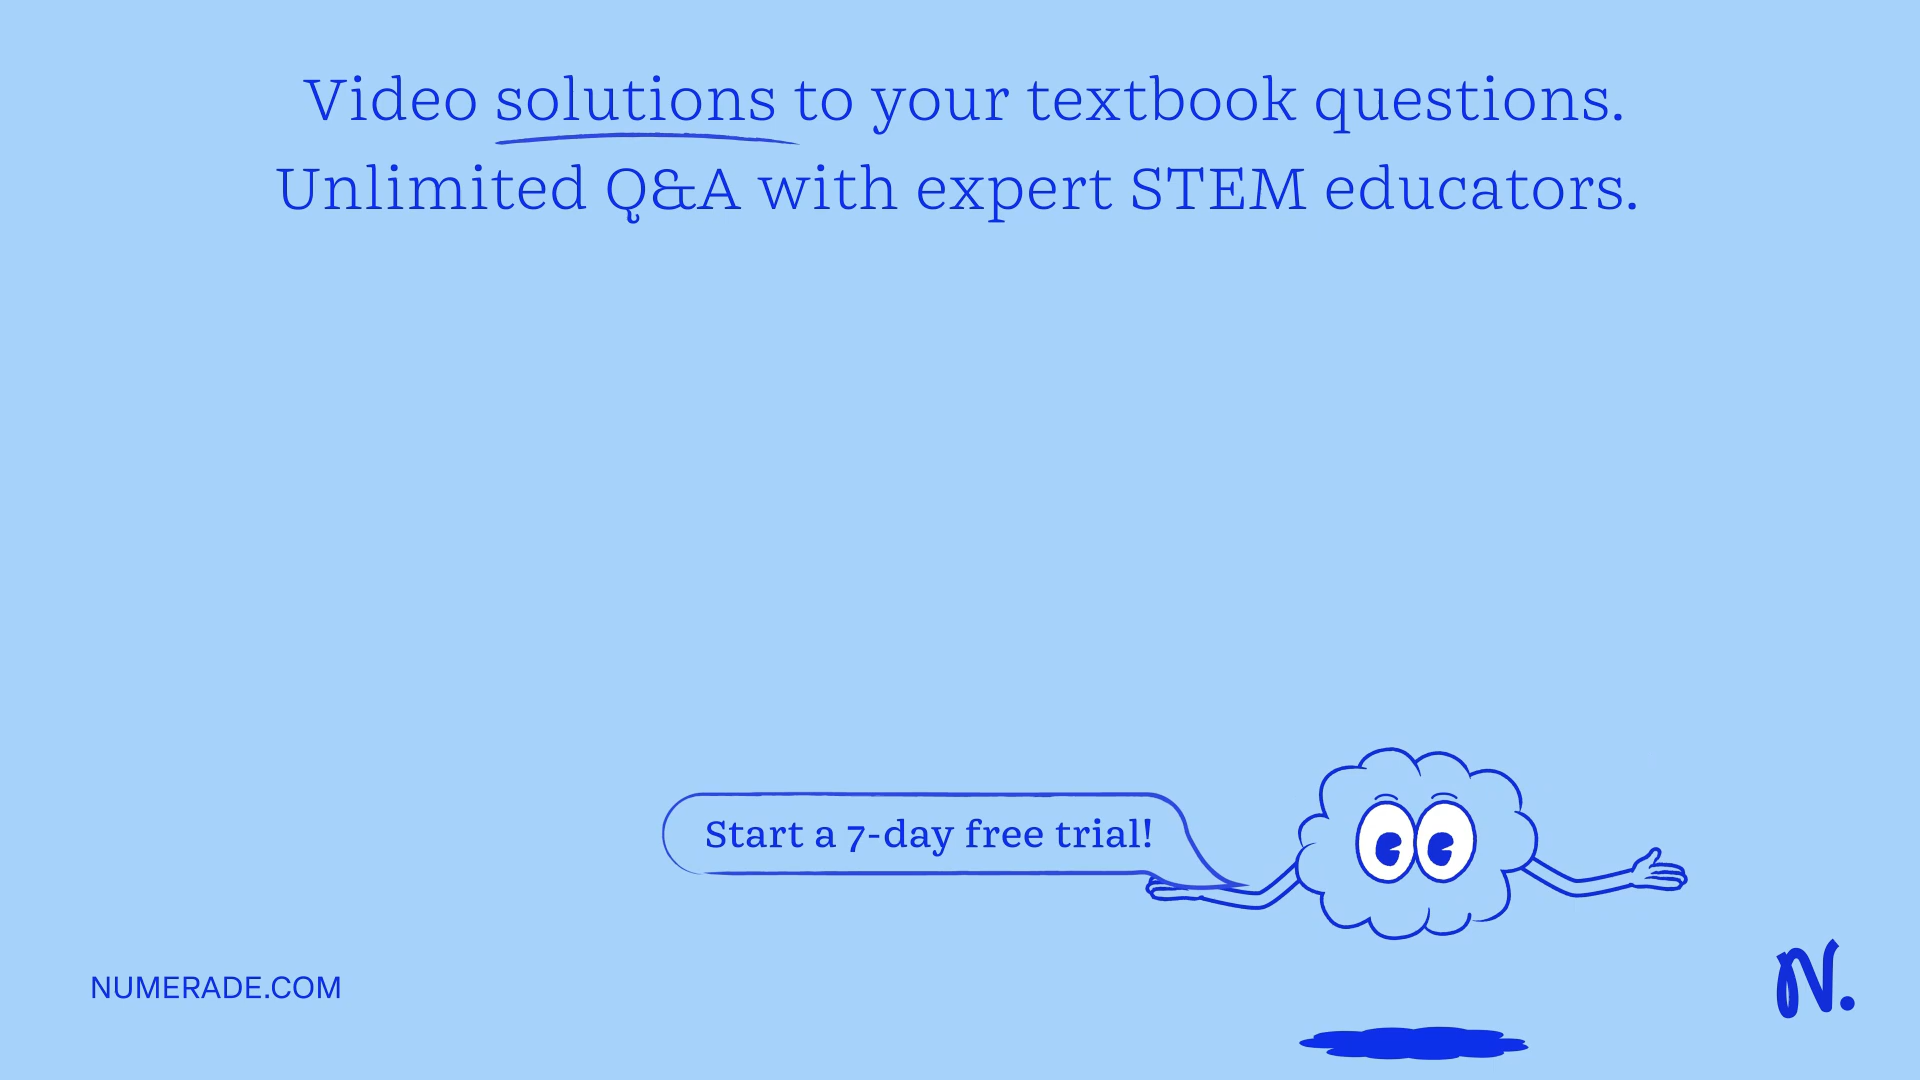 Video solutions to your textbook questions.
Unlimited Q&A with expert STEM educators.
Start a 7-day free trial!
NUMERADE.COM
N.